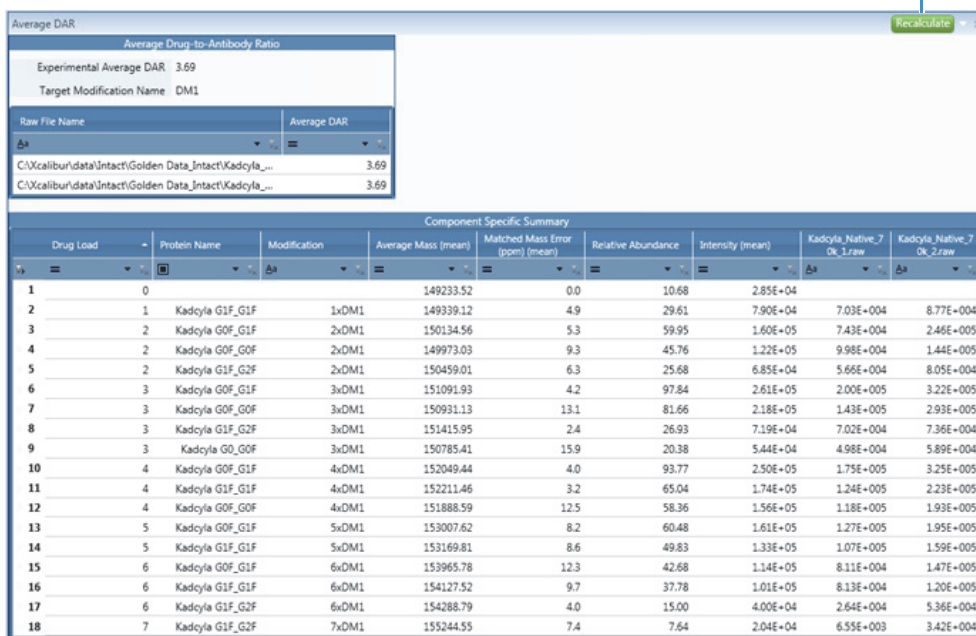 Average DAR Recalculate
Average Drug-to-Antibody Ratio
Experimental Average DAR 3.69
Target Modification Name DM1
Raw File Name Average DAR
Aa =
C:\Xcalibur\data\Intact\Golden Data_Intact\Kadcyla_... 3.69
C:\Xcalibur\data\Intact\Golden Data_Intact\Kadcyla_... 3.69
Component Specific Summary
Drug Load Protein Name Modification Average Mass (mean) Matched Mass Error (ppm) (mean) Relative Abundance Intensity (mean) Kadcyla_Native_70k_1.raw Kadcyla_Native_70k_2.raw
= Aa = = = = Aa Aa
1 0 149233.52 0.0 10.68 2.85E+04
2 1 Kadcyla G1F_G1F 1xDM1 149339.12 4.9 29.61 7.90E+04 7.03E+004 8.77E+004
3 2 Kadcyla G0F_G1F 2xDM1 150134.56 5.3 59.95 1.60E+05 7.43E+004 2.46E+005
4 2 Kadcyla G0F_G0F 2xDM1 149973.03 9.3 45.76 1.22E+05 9.98E+004 1.44E+005
5 2 Kadcyla G1F_G2F 2xDM1 150459.01 6.3 25.68 6.85E+04 5.66E+004 8.05E+004
6 3 Kadcyla G0F_G1F 3xDM1 151091.93 4.2 97.84 2.61E+05 2.00E+005 3.22E+005
7 3 Kadcyla G0F_G0F 3xDM1 150931.13 13.1 81.66 2.18E+05 1.43E+005 2.93E+005
8 3 Kadcyla G1F_G2F 3xDM1 151415.95 2.4 26.93 7.19E+04 7.02E+004 7.36E+004
9 3 Kadcyla G0_G0F 3xDM1 150785.41 15.9 20.38 5.44E+04 4.98E+004 5.89E+004
10 4 Kadcyla G0F_G1F 4xDM1 152049.44 4.0 93.77 2.50E+05 1.75E+005 3.25E+005
11 4 Kadcyla G1F_G1F 4xDM1 152211.46 3.2 65.04 1.74E+05 1.24E+005 2.23E+005
12 4 Kadcyla G0F_G0F 4xDM1 151888.59 12.5 58.36 1.56E+05 1.18E+005 1.93E+005
13 5 Kadcyla G0F_G1F 5xDM1 153007.62 8.2 60.48 1.61E+05 1.27E+005 1.95E+005
14 5 Kadcyla G1F_G1F 5xDM1 153169.81 8.6 49.83 1.33E+05 1.07E+005 1.59E+005
15 6 Kadcyla G0F_G1F 6xDM1 153965.78 12.3 42.68 1.14E+05 8.11E+004 1.47E+005
16 6 Kadcyla G1F_G1F 6xDM1 154127.52 9.7 37.78 1.01E+05 8.13E+004 1.20E+005
17 6 Kadcyla G1F_G2F 6xDM1 154288.79 4.0 15.00 4.00E+04 2.64E+004 5.36E+004
18 7 Kadcyla G1F_G2F 7xDM1 155244.55 7.4 7.64 2.04E+04 6.55E+003 3.42E+004